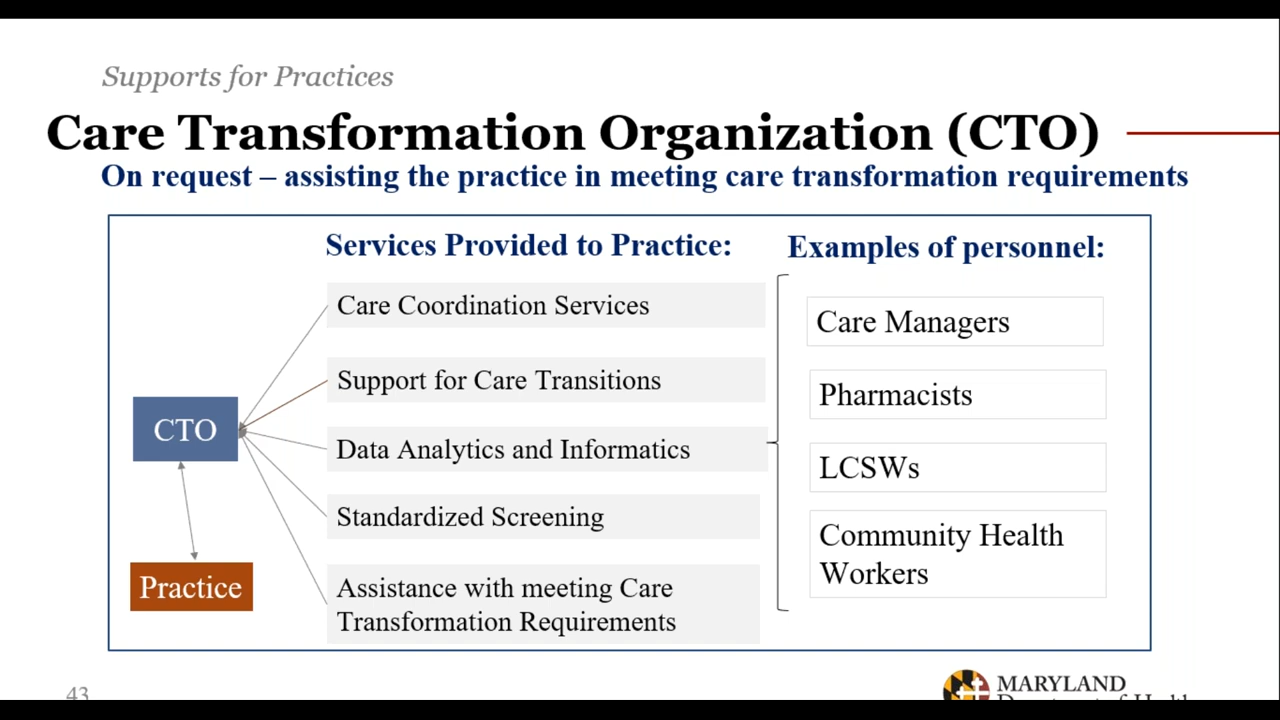 Supports for Practices
Care Transformation Organization (CTO)
On request – assisting the practice in meeting care transformation requirements
Services Provided to Practice:
Care Coordination Services
Support for Care Transitions
Data Analytics and Informatics
Standardized Screening
Assistance with meeting Care
Transformation Requirements
Examples of personnel:
Care Managers
Pharmacists
LCSWs
Community Health
Workers
CTO
Practice
43
MARYLAND